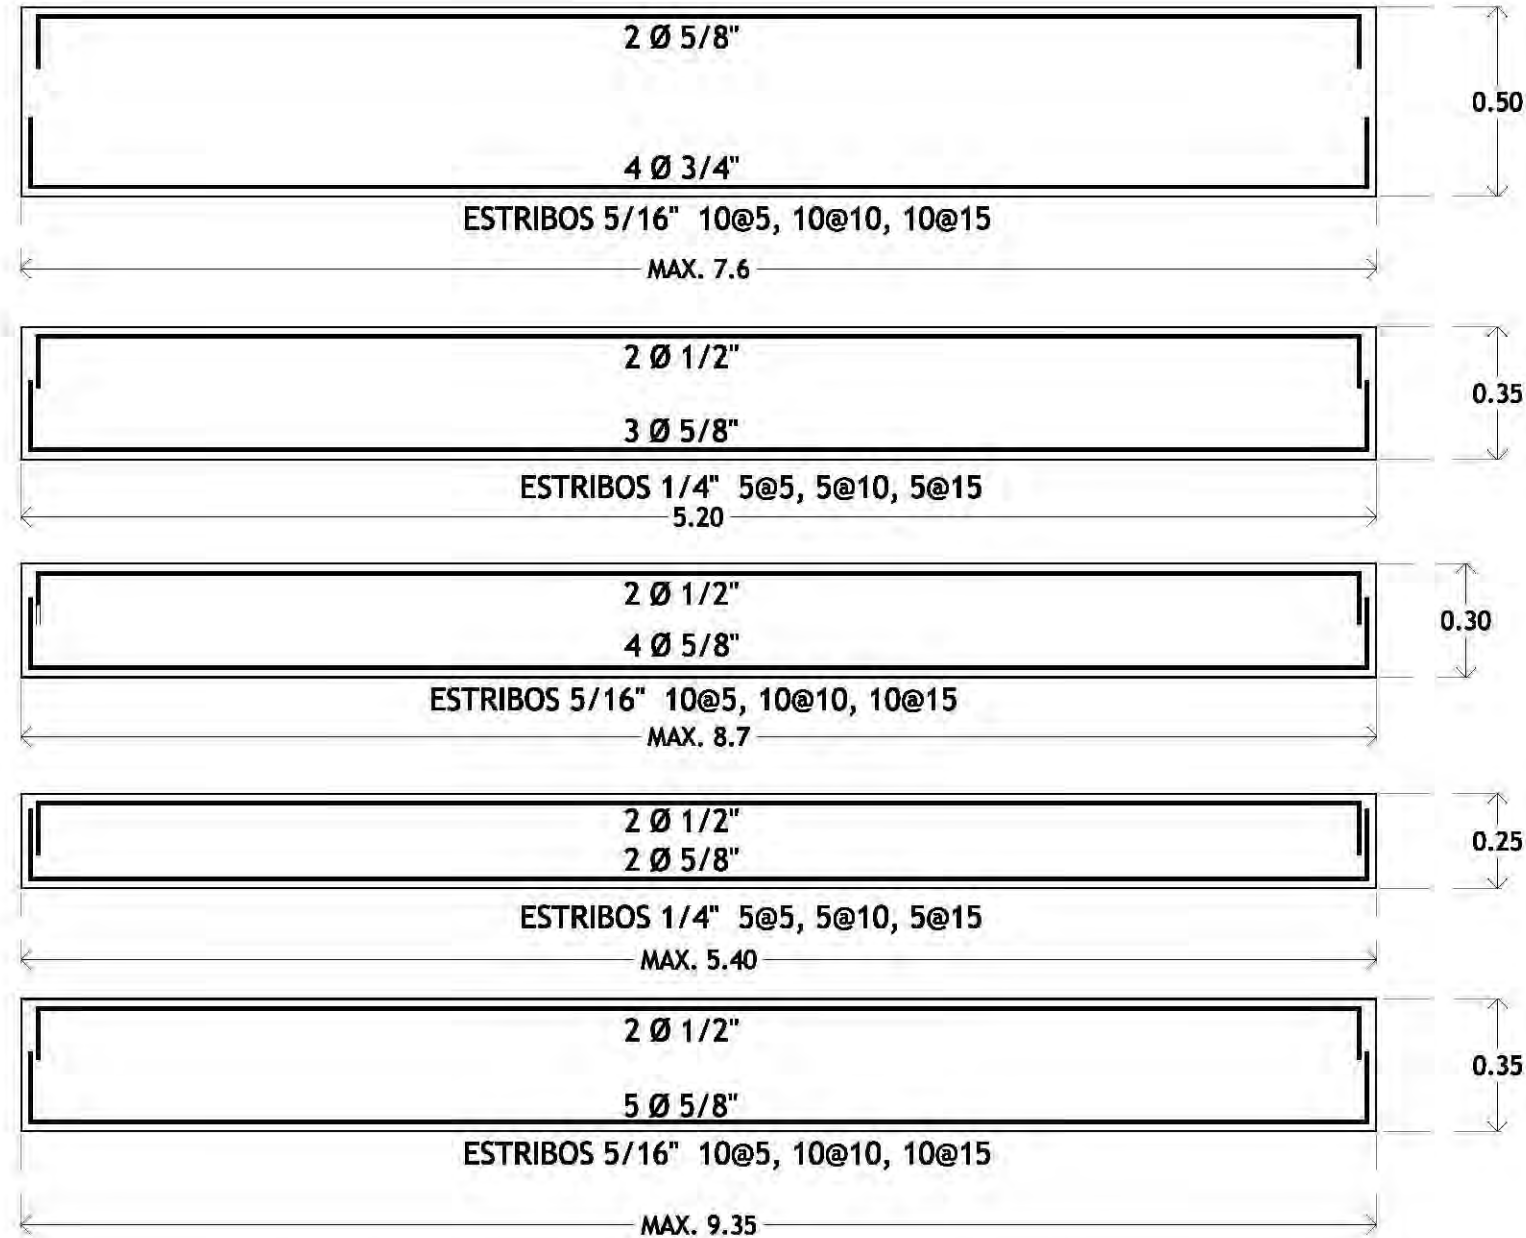 2 Ø 5/8"
0.50
4 Ø 3/4"
ESTRIBOS 5/16" 10@5, 10@10, 10@15
MAX. 7.6
2 Ø 1/2"
0.35
3 Ø 5/8"
ESTRIBOS 1/4" 5@5, 5@10, 5@15
5.20
2 Ø 1/2"
0.30
4 Ø 5/8"
ESTRIBOS 5/16" 10@5, 10@10, 10@15
MAX. 8.7
2 Ø 1/2"
0.25
2 Ø 5/8"
ESTRIBOS 1/4" 5@5, 5@10, 5@15
MAX. 5.40
2 Ø 1/2"
0.35
5 Ø 5/8"
ESTRIBOS 5/16" 10@5, 10@10, 10@15
MAX. 9.35